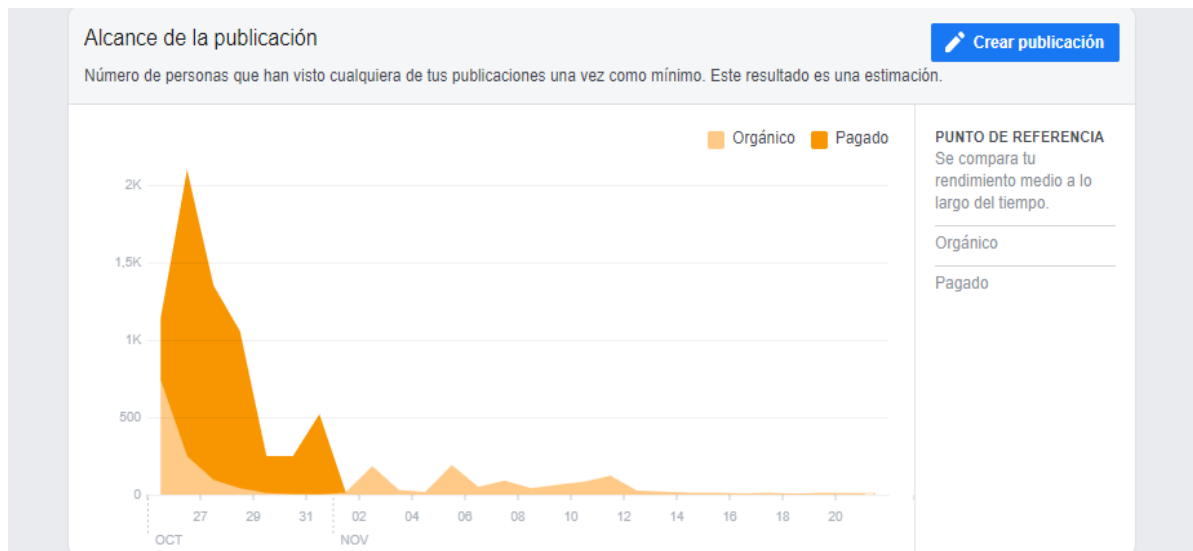 Alcance de la publicación
Crear publicación
Número de personas que han visto cualquiera de tus publicaciones una vez como mínimo. Este resultado es una estimación.
Orgánico
Pagado
2K
1,5K
1K
500
0
27
29
31
02
04
06
08
10
12
14
16
18
20
OCT
NOV
PUNTO DE REFERENCIA
Se compara tu
rendimiento medio a lo
largo del tiempo.
Orgánico
Pagado